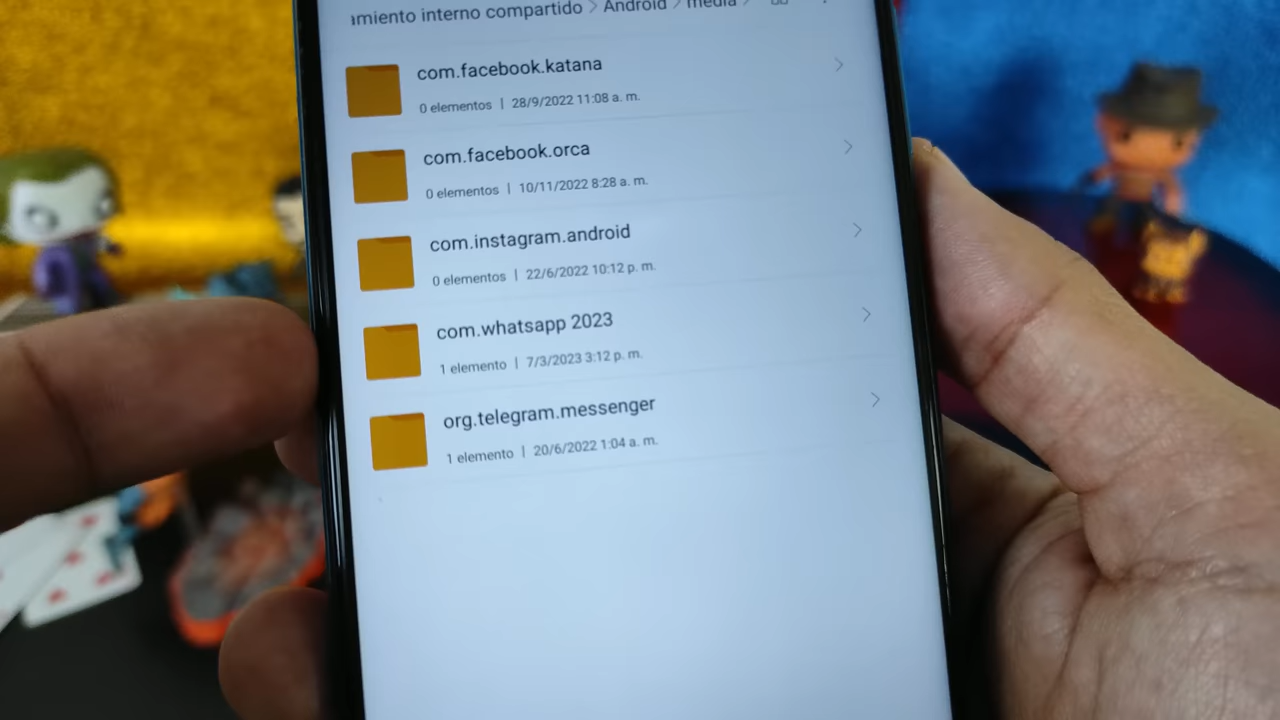 amiento interno compartido > Android > media >
com.facebook.katana
0 elementos | 28/9/2022 11:08 a. m.
com.facebook.orca
0 elementos | 10/11/2022 8:28 a. m.
com.instagram.android
0 elementos | 22/6/2022 10:12 p. m.
com.whatsapp 2023
1 elemento | 7/3/2023 3:12 p. m.
org.telegram.messenger
1 elemento | 20/6/2022 1:04 a. m.